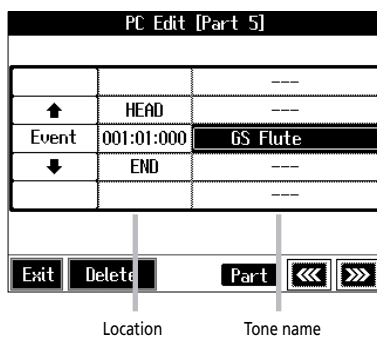 PC Edit [Part 5]
---
HEAD ---
Event 001:01:000 GS Flute
END ---
---
Exit Delete Part
Location Tone name